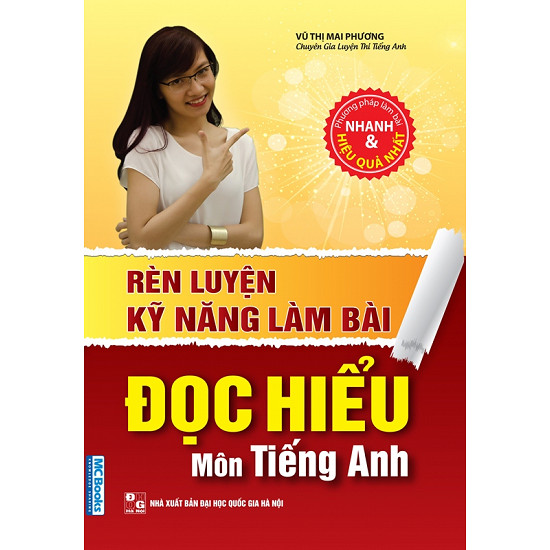 VŨ THỊ MAI PHƯƠNG
Chuyên Gia Luyện Thi Tiếng Anh
Phương pháp làm bài
NHANH
&
HIỆU QUẢ NHẤT
RÈN LUYỆN
KỸ NĂNG LÀM BÀI
ĐỌC HIỂU
Môn Tiếng Anh
MCBooks
NHÀ XUẤT BẢN ĐẠI HỌC QUỐC GIA HÀ NỘI